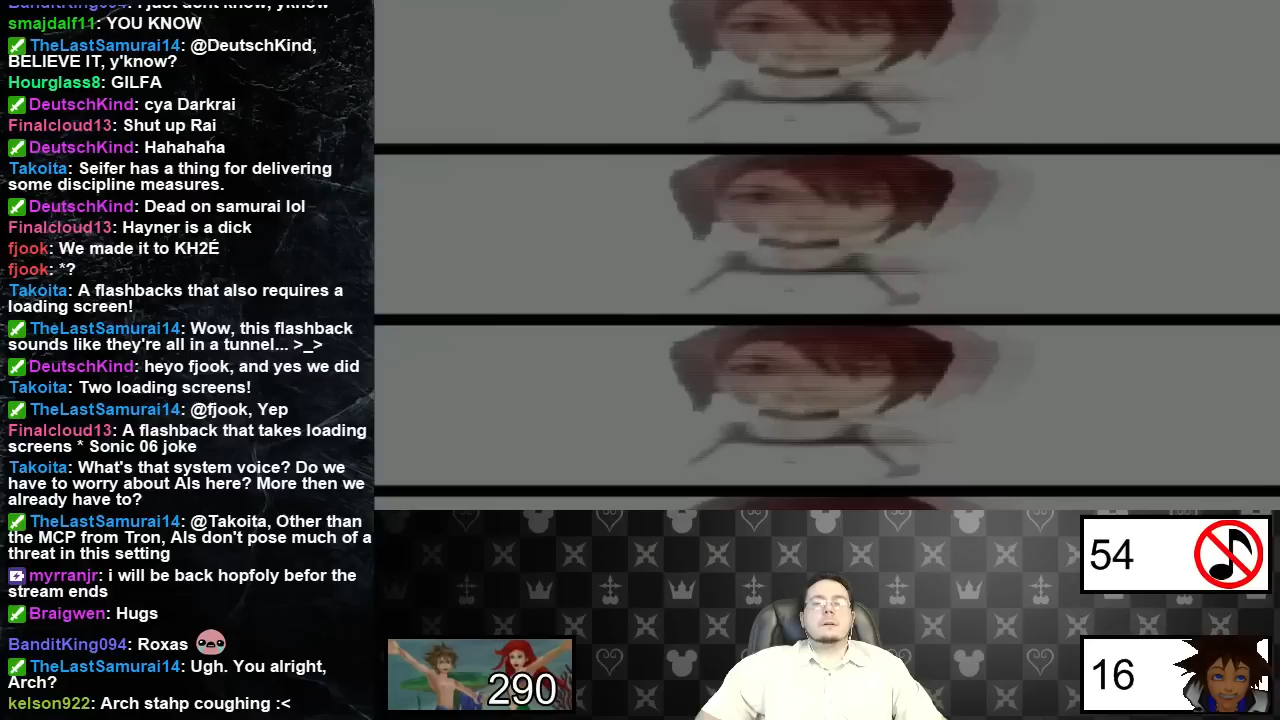 smajdalf11: YOU KNOW
TheLastSamurai14: @DeutschKind,
BELIEVE IT, y'know?
Hourglass8: GILFA
DeutschKind: cya Darkrai
Finalcloud13: Shut up Rai
DeutschKind: Hahahaha
Takoita: Seifer has a thing for delivering
some discipline measures.
DeutschKind: Dead on samurai lol
Finalcloud13: Hayner is a dick
fjook: We made it to KH2É
fjook: *?
Takoita: A flashbacks that also requires a
loading screen!
TheLastSamurai14: Wow, this flashback
sounds like they're all in a tunnel... >_>
DeutschKind: heyo fjook, and yes we did
Takoita: Two loading screens!
TheLastSamurai14: @fjook, Yep
Finalcloud13: A flashback that takes loading
screens * Sonic 06 joke
Takoita: What's that system voice? Do we
have to worry about AIs here? More then we
already have to?
TheLastSamurai14: @Takoita, Other than
the MCP from Tron, AIs don't pose much of a
threat in this setting
myrranjr: i will be back hopfoly befor the
stream ends
Braigwen: Hugs
BanditKing094: Roxas
TheLastSamurai14: Ugh. You alright,
Arch?
kelson922: Arch stahp coughing :<
290
54
16